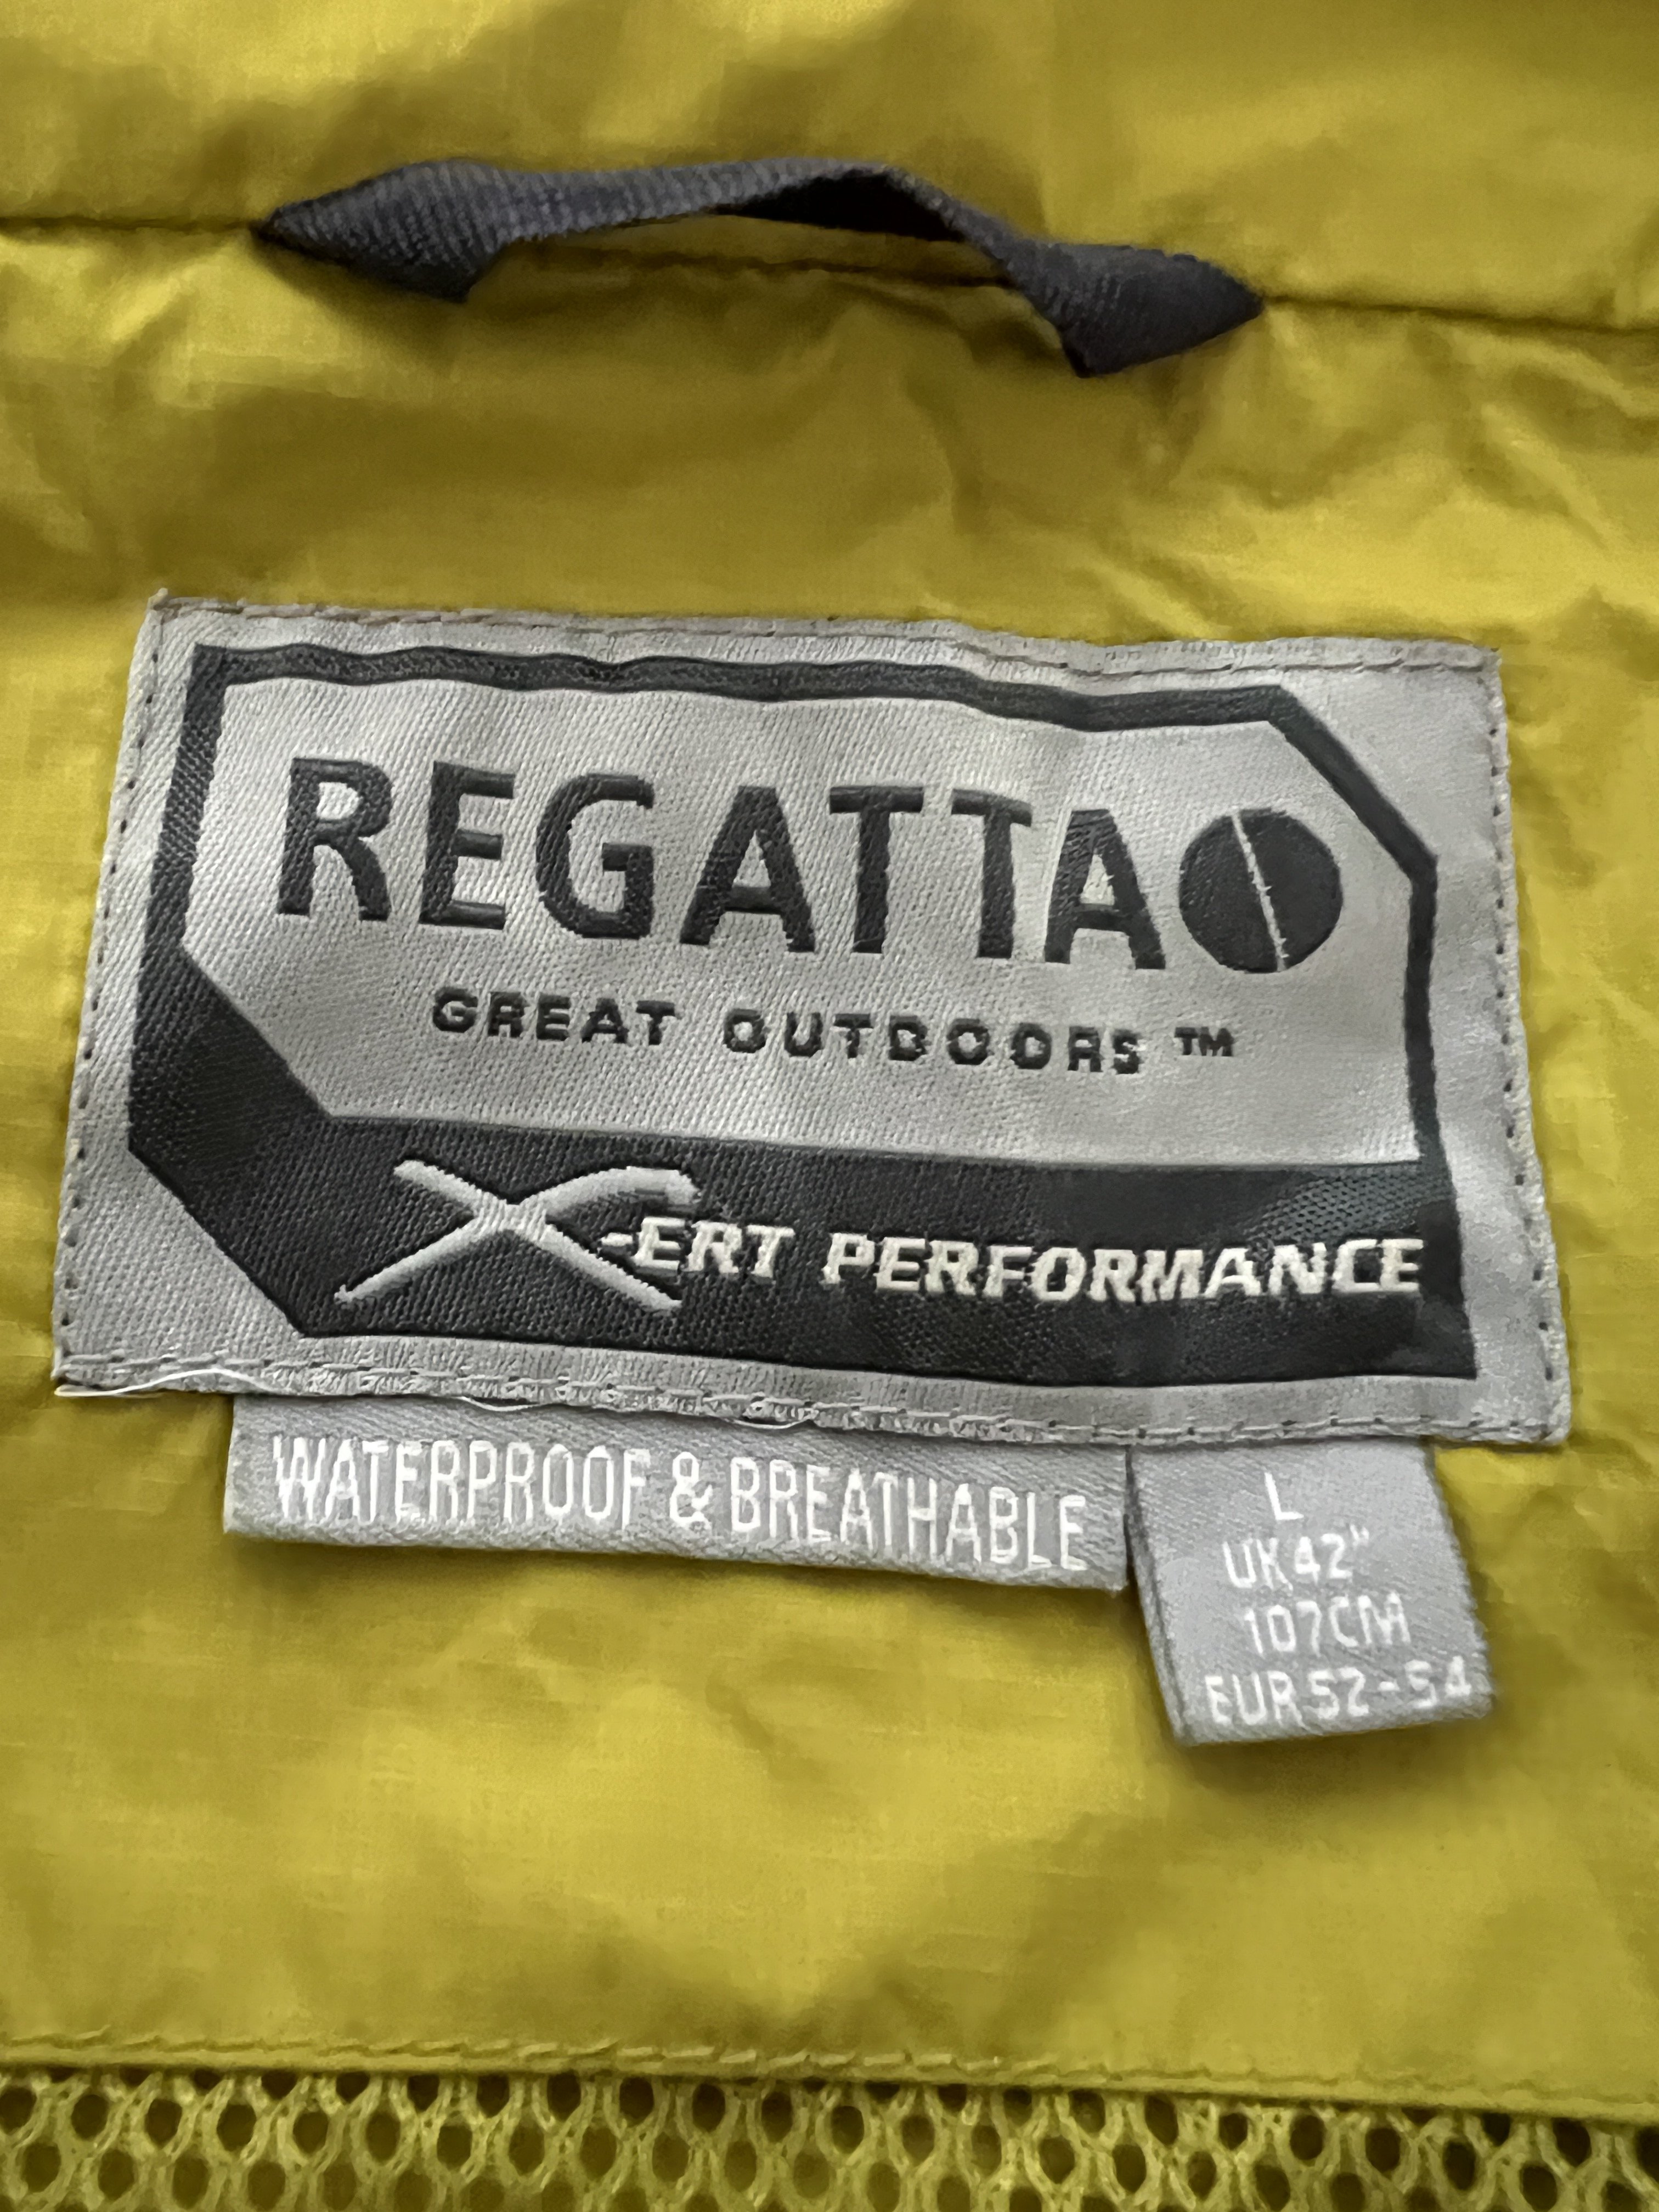 REGATTA
GREAT OUTDOORS ™
X-ERT PERFORMANCE
WATERPROOF & BREATHABLE
L
UK 42"
107CM
EUR 52-54